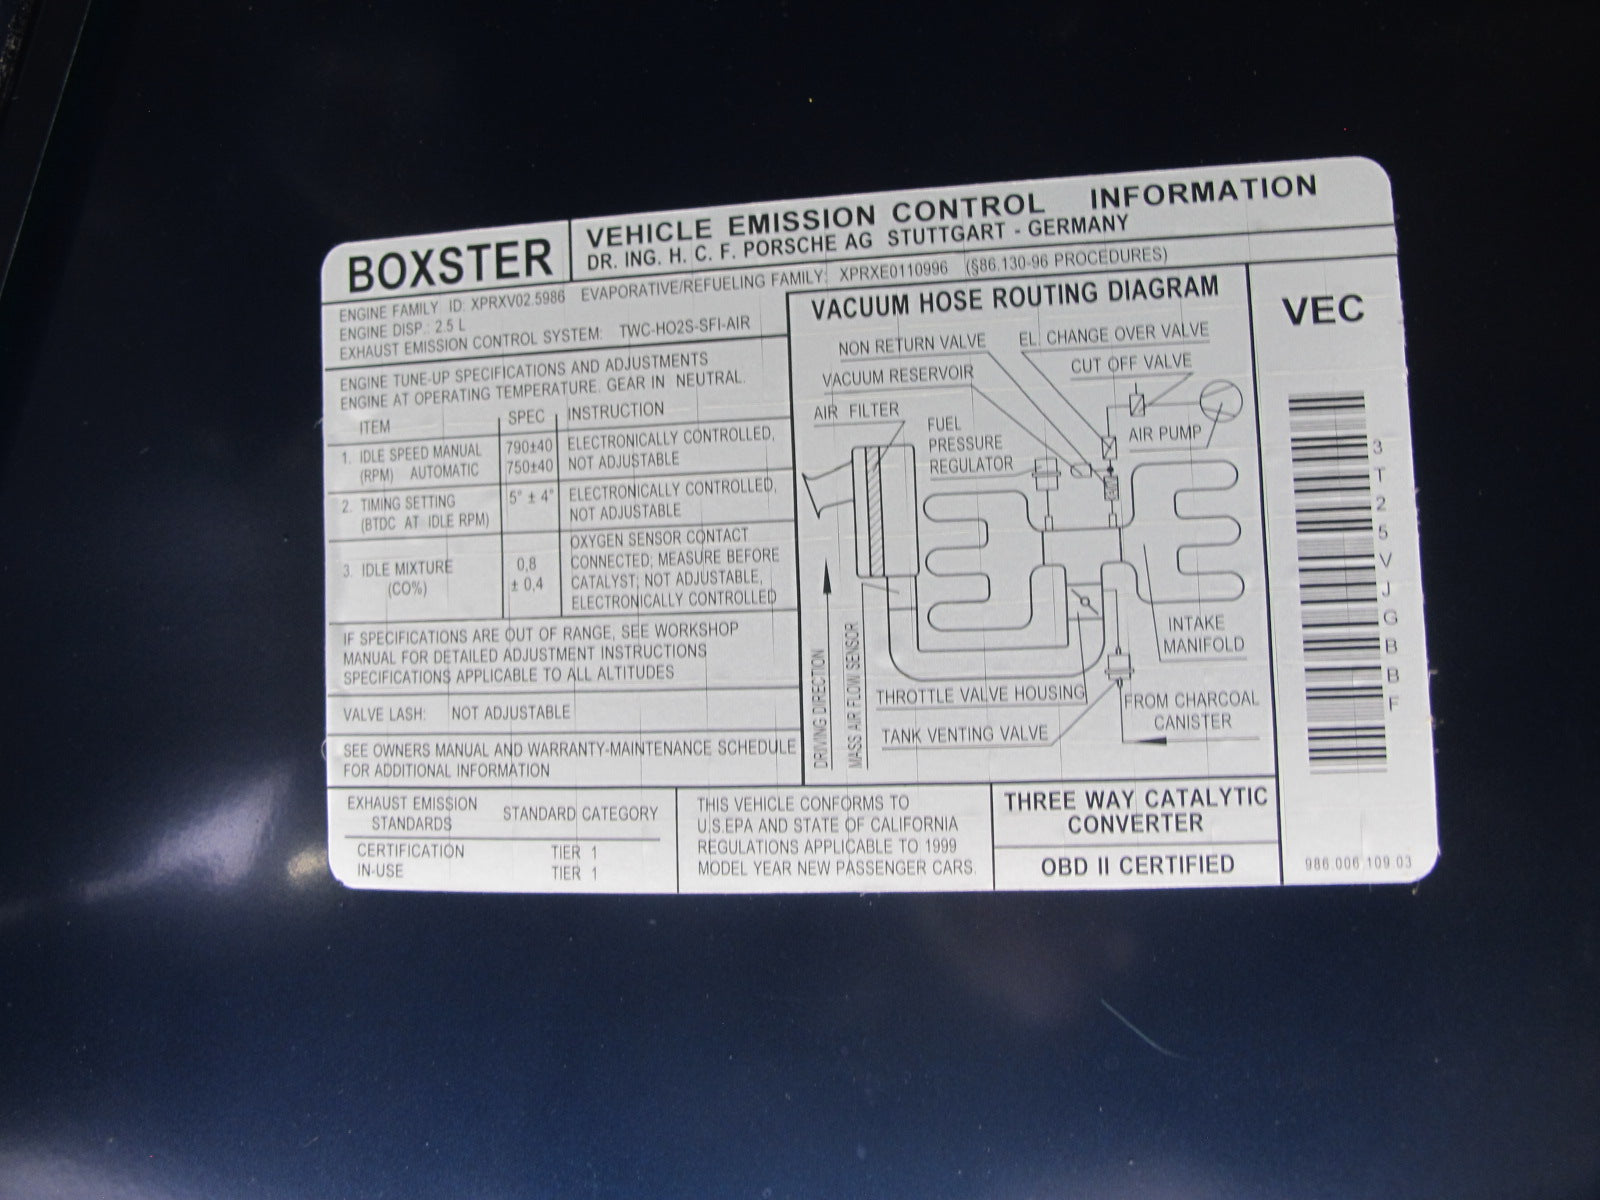 BOXSTER
VEHICLE EMISSION CONTROL INFORMATION
DR. ING. H. C. F. PORSCHE AG STUTTGART - GERMANY
ENGINE FAMILY ID: XPRXV02.5986 EVAPORATIVE/REFUELING FAMILY: XPRXE0110996 (§86.130-96 PROCEDURES)
ENGINE DISP.: 2.5 L
EXHAUST EMISSION CONTROL SYSTEM: TWC-HO2S-SFI-AIR
ENGINE TUNE-UP SPECIFICATIONS AND ADJUSTMENTS
ENGINE AT OPERATING TEMPERATURE. GEAR IN NEUTRAL.
ITEM SPEC INSTRUCTION
1. IDLE SPEED MANUAL 790±40 ELECTRONICALLY CONTROLLED,
(RPM) AUTOMATIC 750±40 NOT ADJUSTABLE
2. TIMING SETTING 5° ± 4° ELECTRONICALLY CONTROLLED,
(BTDC AT IDLE RPM) NOT ADJUSTABLE
OXYGEN SENSOR CONTACT
3. IDLE MIXTURE 0,8 CONNECTED; MEASURE BEFORE
(CO%) ± 0,4 CATALYST; NOT ADJUSTABLE,
ELECTRONICALLY CONTROLLED
IF SPECIFICATIONS ARE OUT OF RANGE, SEE WORKSHOP
MANUAL FOR DETAILED ADJUSTMENT INSTRUCTIONS
SPECIFICATIONS APPLICABLE TO ALL ALTITUDES
VALVE LASH: NOT ADJUSTABLE
SEE OWNERS MANUAL AND WARRANTY-MAINTENANCE SCHEDULE
FOR ADDITIONAL INFORMATION
VACUUM HOSE ROUTING DIAGRAM
NON RETURN VALVE
EL. CHANGE OVER VALVE
VACUUM RESERVOIR
CUT OFF VALVE
AIR FILTER
FUEL
PRESSURE
REGULATOR
AIR PUMP
INTAKE
MANIFOLD
DRIVING DIRECTION
MASS AIR FLOW SENSOR
THROTTLE VALVE HOUSING
TANK VENTING VALVE
FROM CHARCOAL
CANISTER
VEC
3T25VJGBBF
EXHAUST EMISSION STANDARD CATEGORY
STANDARDS
CERTIFICATION TIER 1
IN-USE TIER 1
THIS VEHICLE CONFORMS TO
U.S.EPA AND STATE OF CALIFORNIA
REGULATIONS APPLICABLE TO 1999
MODEL YEAR NEW PASSENGER CARS.
THREE WAY CATALYTIC
CONVERTER
OBD II CERTIFIED
986.006.109.03